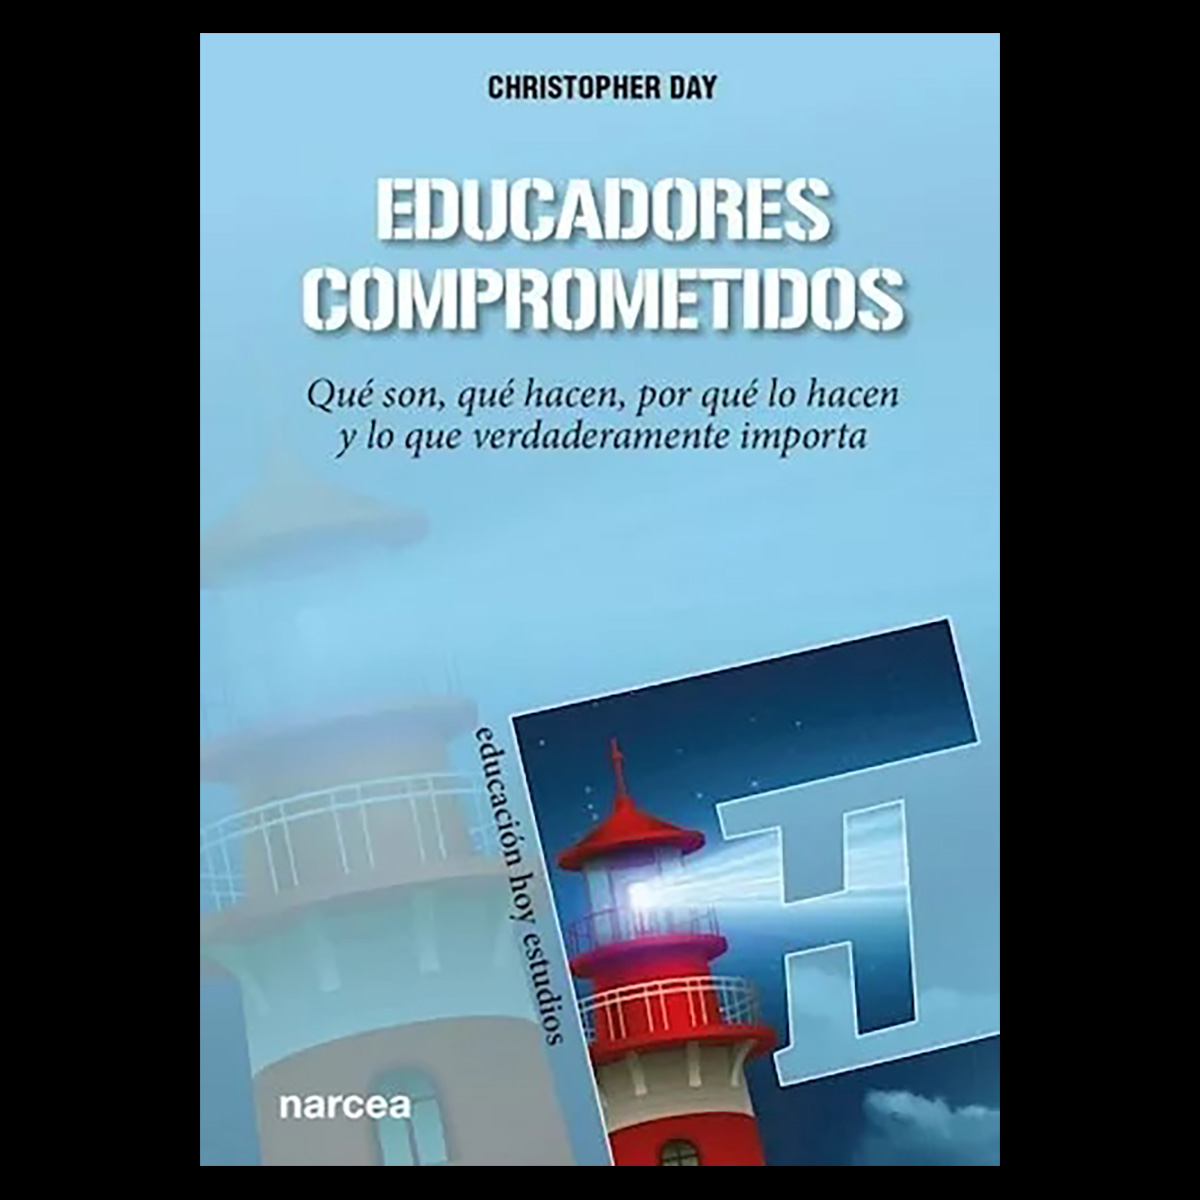 CHRISTOPHER DAY
EDUCADORES
COMPROMETIDOS
Qué son, qué hacen, por qué lo hacen
y lo que verdaderamente importa
educación hoy estudios
narcea